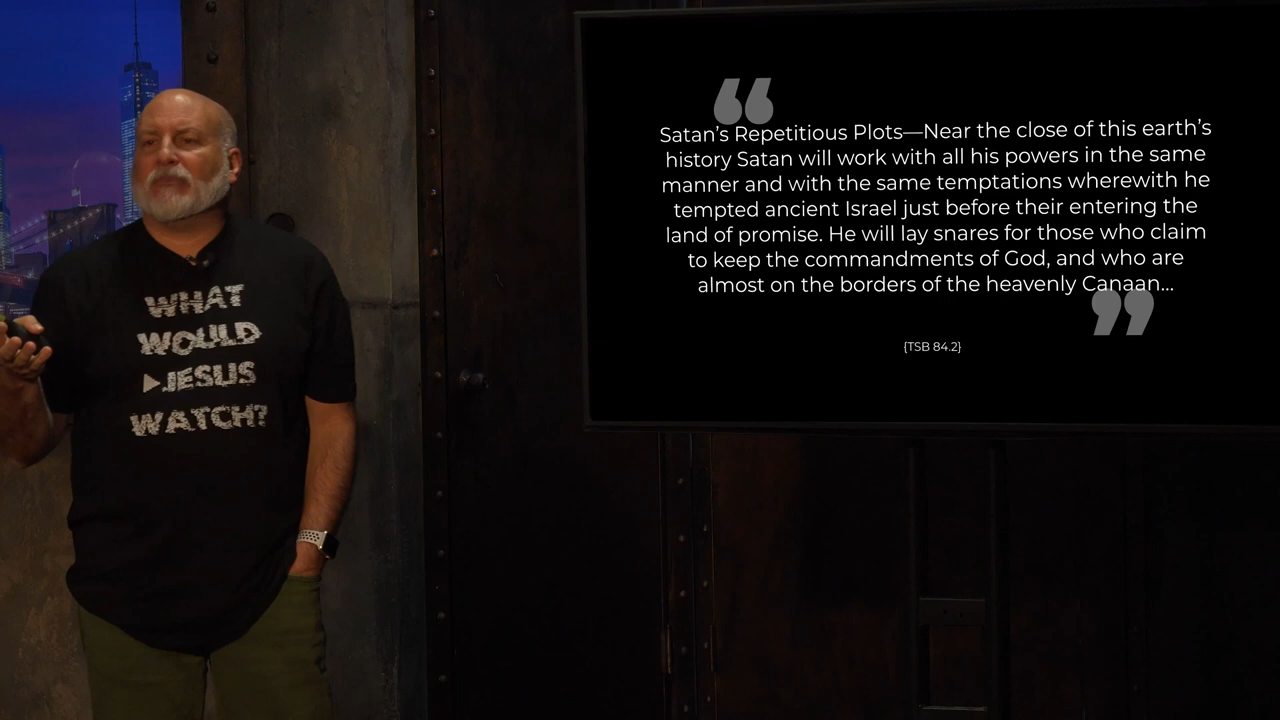 WHAT
WOULD
JESUS
WATCH?
“
Satan’s Repetitious Plots—Near the close of this earth’s
history Satan will work with all his powers in the same
manner and with the same temptations wherewith he
tempted ancient Israel just before their entering the
land of promise. He will lay snares for those who claim
to keep the commandments of God, and who are
almost on the borders of the heavenly Canaan...
”
{TSB 84.2}